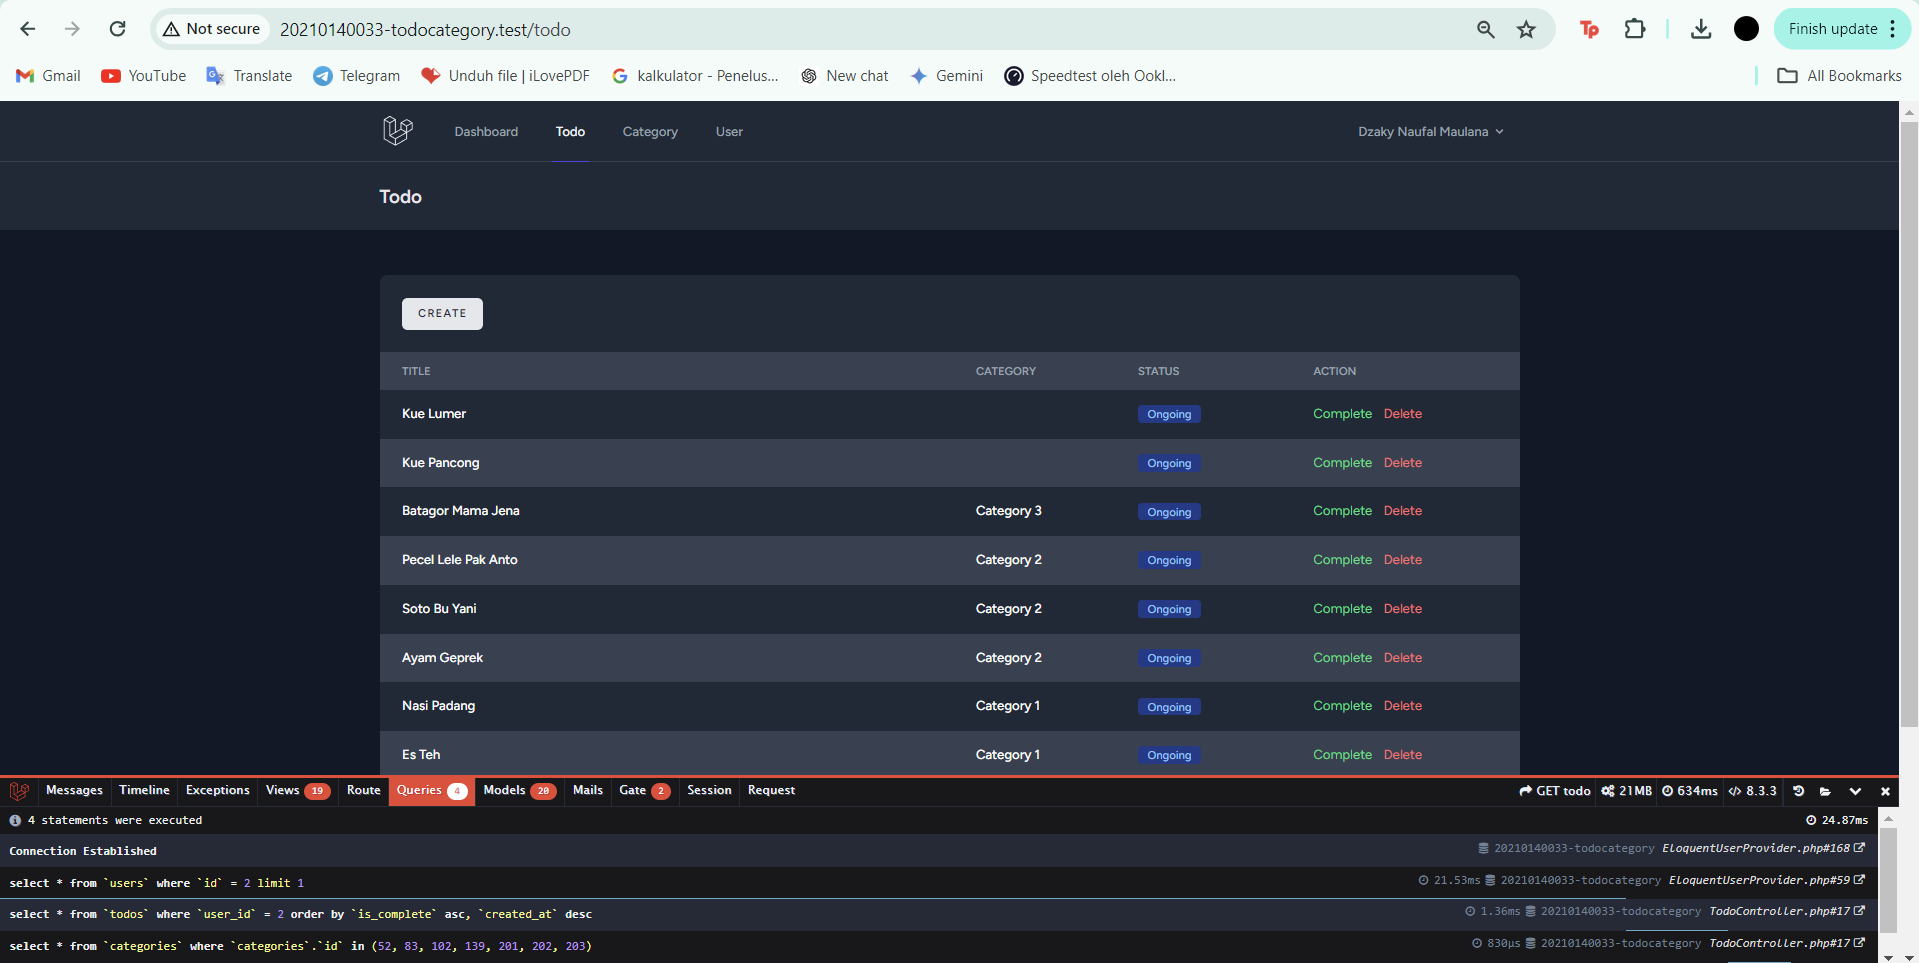 Not secure 20210140033-todocategory.test/todo Finish update
Gmail YouTube Translate Telegram Unduh file | iLovePDF kalkulator - Penelus... New chat Gemini Speedtest oleh Ookl... All Bookmarks
Dashboard Todo Category User Dzaky Naufal Maulana
Todo
CREATE
TITLE CATEGORY STATUS ACTION
Kue Lumer Ongoing Complete Delete
Kue Pancong Ongoing Complete Delete
Batagor Mama Jena Category 3 Ongoing Complete Delete
Pecel Lele Pak Anto Category 2 Ongoing Complete Delete
Soto Bu Yani Category 2 Ongoing Complete Delete
Ayam Geprek Category 2 Ongoing Complete Delete
Nasi Padang Category 1 Ongoing Complete Delete
Es Teh Category 1 Ongoing Complete Delete
Messages Timeline Exceptions Views 19 Route Queries 4 Models 20 Mails Gate 2 Session Request GET todo 21MB 634ms 8.3.3
4 statements were executed 24.87ms
Connection Established 20210140033-todocategory EloquentUserProvider.php#168
select * from `users` where `id` = 2 limit 1 21.53ms 20210140033-todocategory EloquentUserProvider.php#59
select * from `todos` where `user_id` = 2 order by `is_complete` asc, `created_at` desc 1.36ms 20210140033-todocategory TodoController.php#17
select * from `categories` where `categories`.`id` in (52, 83, 102, 139, 201, 202, 203) 830μs 20210140033-todocategory TodoController.php#17